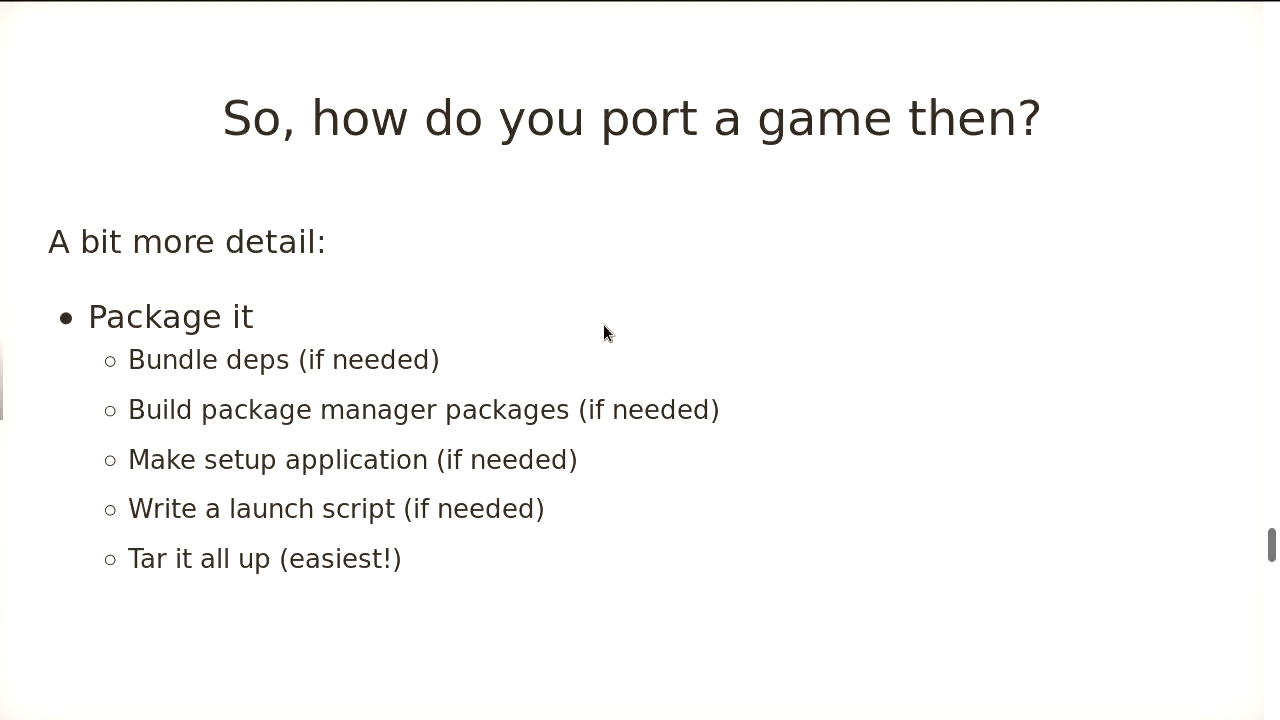 So, how do you port a game then?
A bit more detail:
Package it
Bundle deps (if needed)
Build package manager packages (if needed)
Make setup application (if needed)
Write a launch script (if needed)
Tar it all up (easiest!)